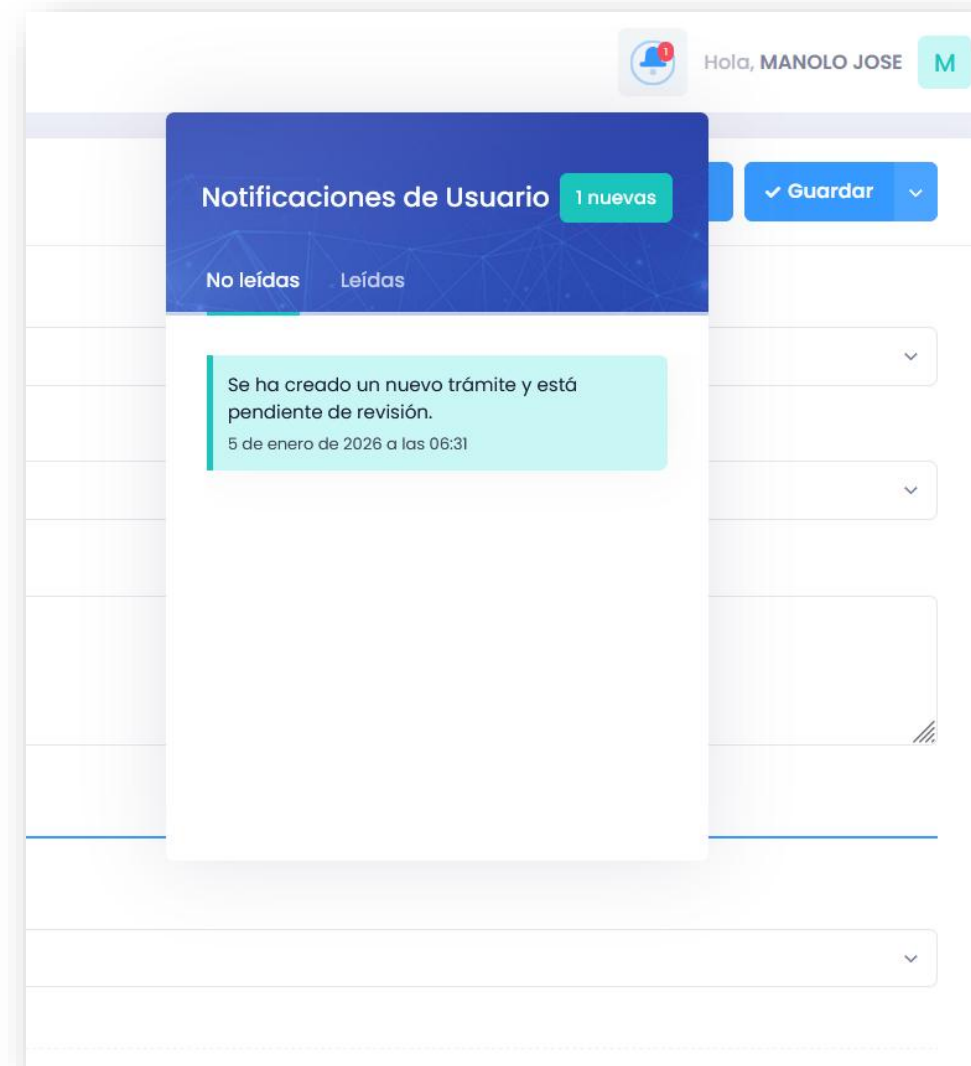 1
Hola, MANOLO JOSE
M
Notificaciones de Usuario
1 nuevas
Guardar
No leídas
Leídas
Se ha creado un nuevo trámite y está
pendiente de revisión.
5 de enero de 2026 a las 06:31